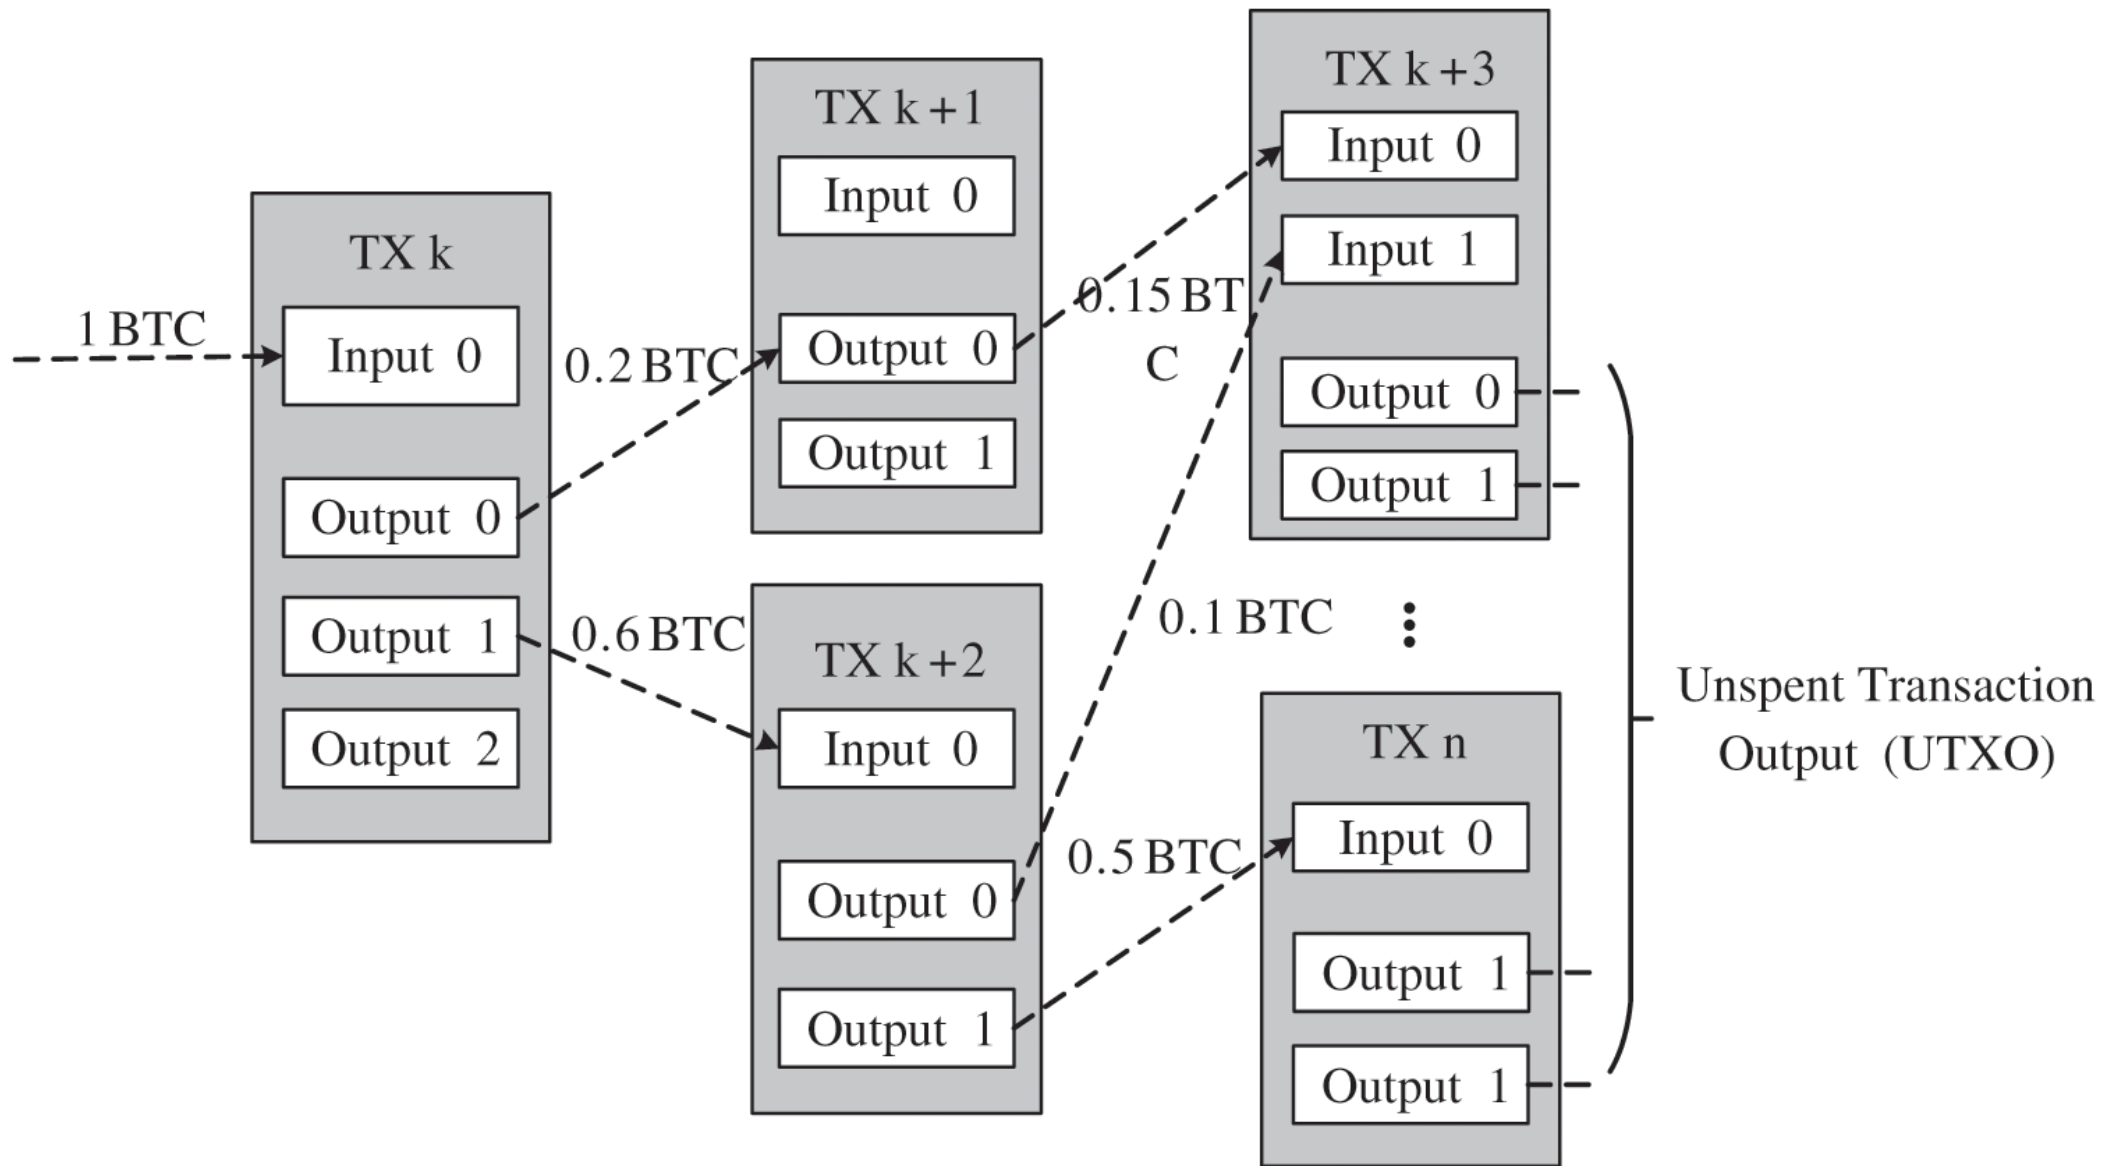 1 BTC
TX k
Input 0
Output 0
Output 1
Output 2
0.2 BTC
0.6 BTC
TX k+1
Input 0
Output 0
Output 1
TX k+2
Input 0
Output 0
Output 1
0.15 BT
C
0.1 BTC
0.5 BTC
TX k+3
Input 0
Input 1
Output 0
Output 1
TX n
Input 0
Output 1
Output 1
Unspent Transaction
Output (UTXO)